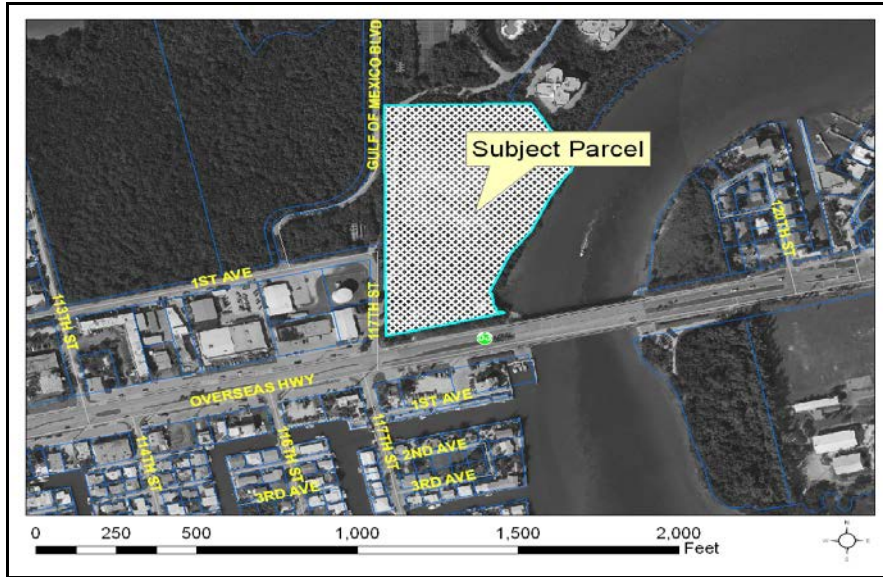 GULF OF MEXICO BLVD
Subject Parcel
120TH ST
1ST AVE
113TH ST
117TH ST
53
OVERSEAS HWY
1ST AVE
114TH ST
116TH ST
117TH ST
2ND AVE
3RD AVE
3RD AVE
0 250 500 1,000 1,500 2,000
Feet
N
W E
S